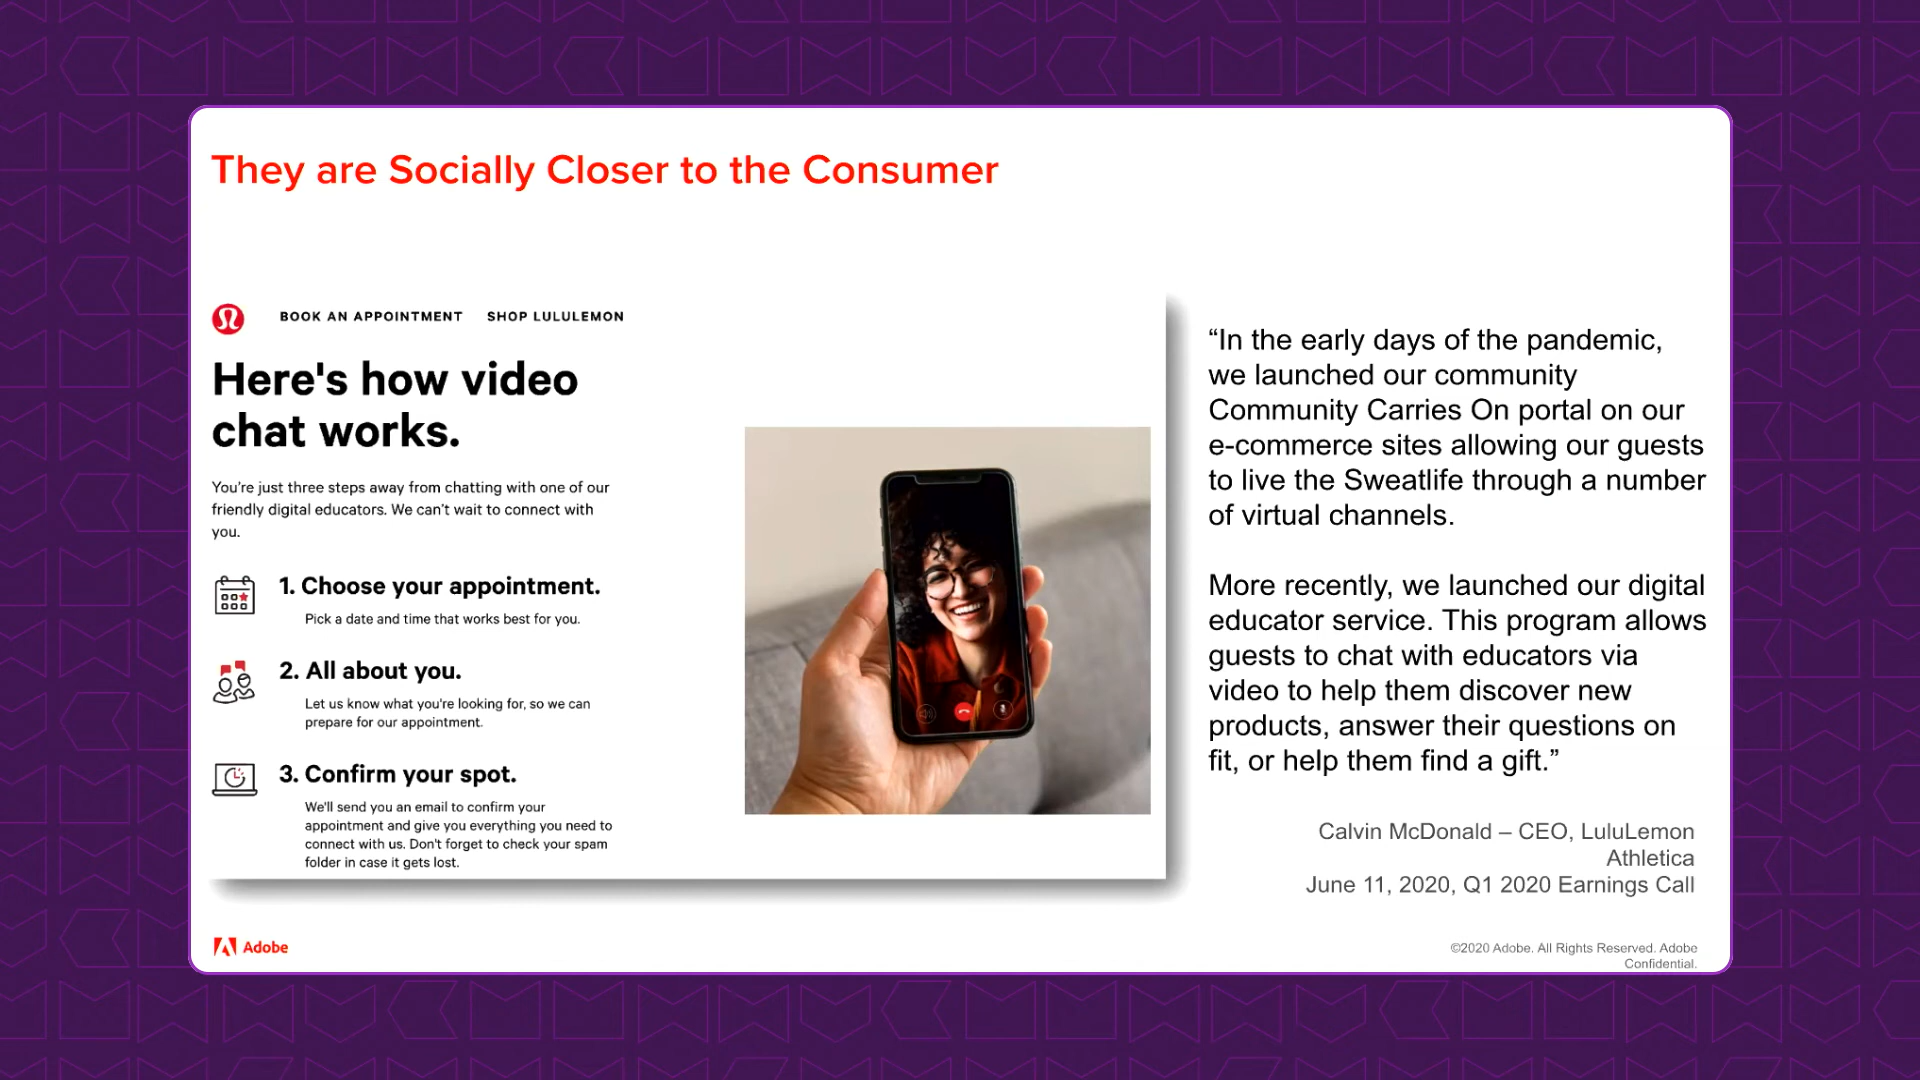 They are Socially Closer to the Consumer
BOOK AN APPOINTMENT SHOP LULULEMON
Here's how video
chat works.
You're just three steps away from chatting with one of our
friendly digital educators. We can't wait to connect with
you.
1. Choose your appointment.
Pick a date and time that works best for you.
2. All about you.
Let us know what you're looking for, so we can
prepare for our appointment.
3. Confirm your spot.
We'll send you an email to confirm your
appointment and give you everything you need to
connect with us. Don't forget to check your spam
folder in case it gets lost.
“In the early days of the pandemic,
we launched our community
Community Carries On portal on our
e-commerce sites allowing our guests
to live the Sweatlife through a number
of virtual channels.
More recently, we launched our digital
educator service. This program allows
guests to chat with educators via
video to help them discover new
products, answer their questions on
fit, or help them find a gift.”
Calvin McDonald – CEO, LuluLemon
Athletica
June 11, 2020, Q1 2020 Earnings Call
Adobe
©2020 Adobe. All Rights Reserved. Adobe
Confidential.